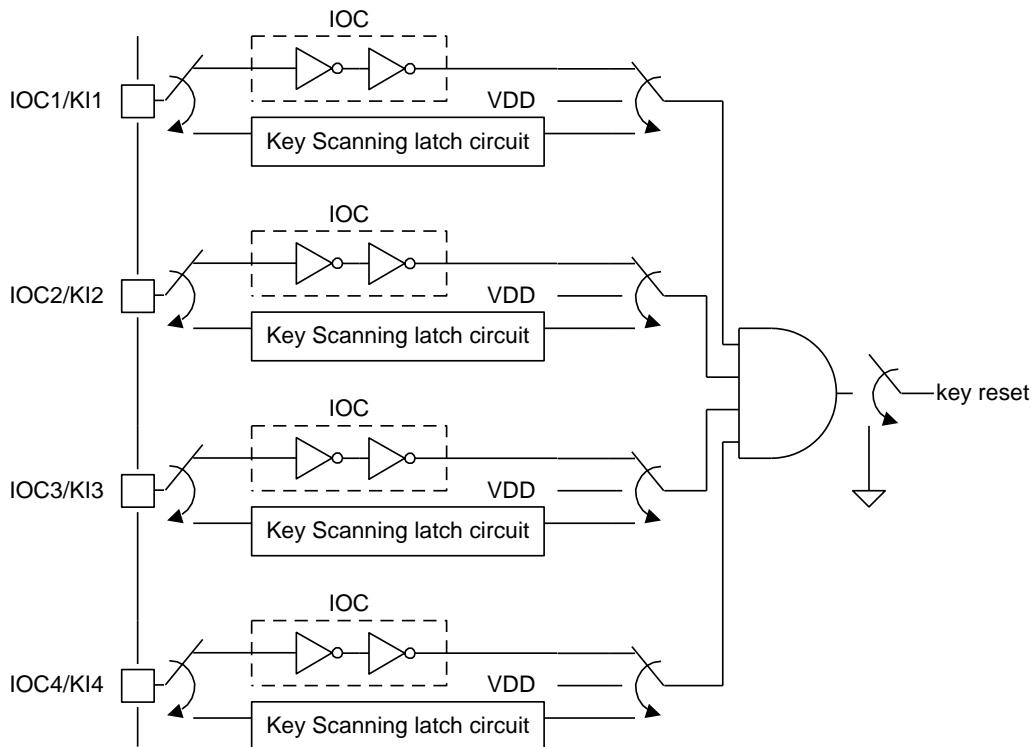 IOC
IOC1/KI1
VDD
Key Scanning latch circuit
IOC
IOC2/KI2
VDD
Key Scanning latch circuit
key reset
IOC
IOC3/KI3
VDD
Key Scanning latch circuit
IOC
IOC4/KI4
VDD
Key Scanning latch circuit